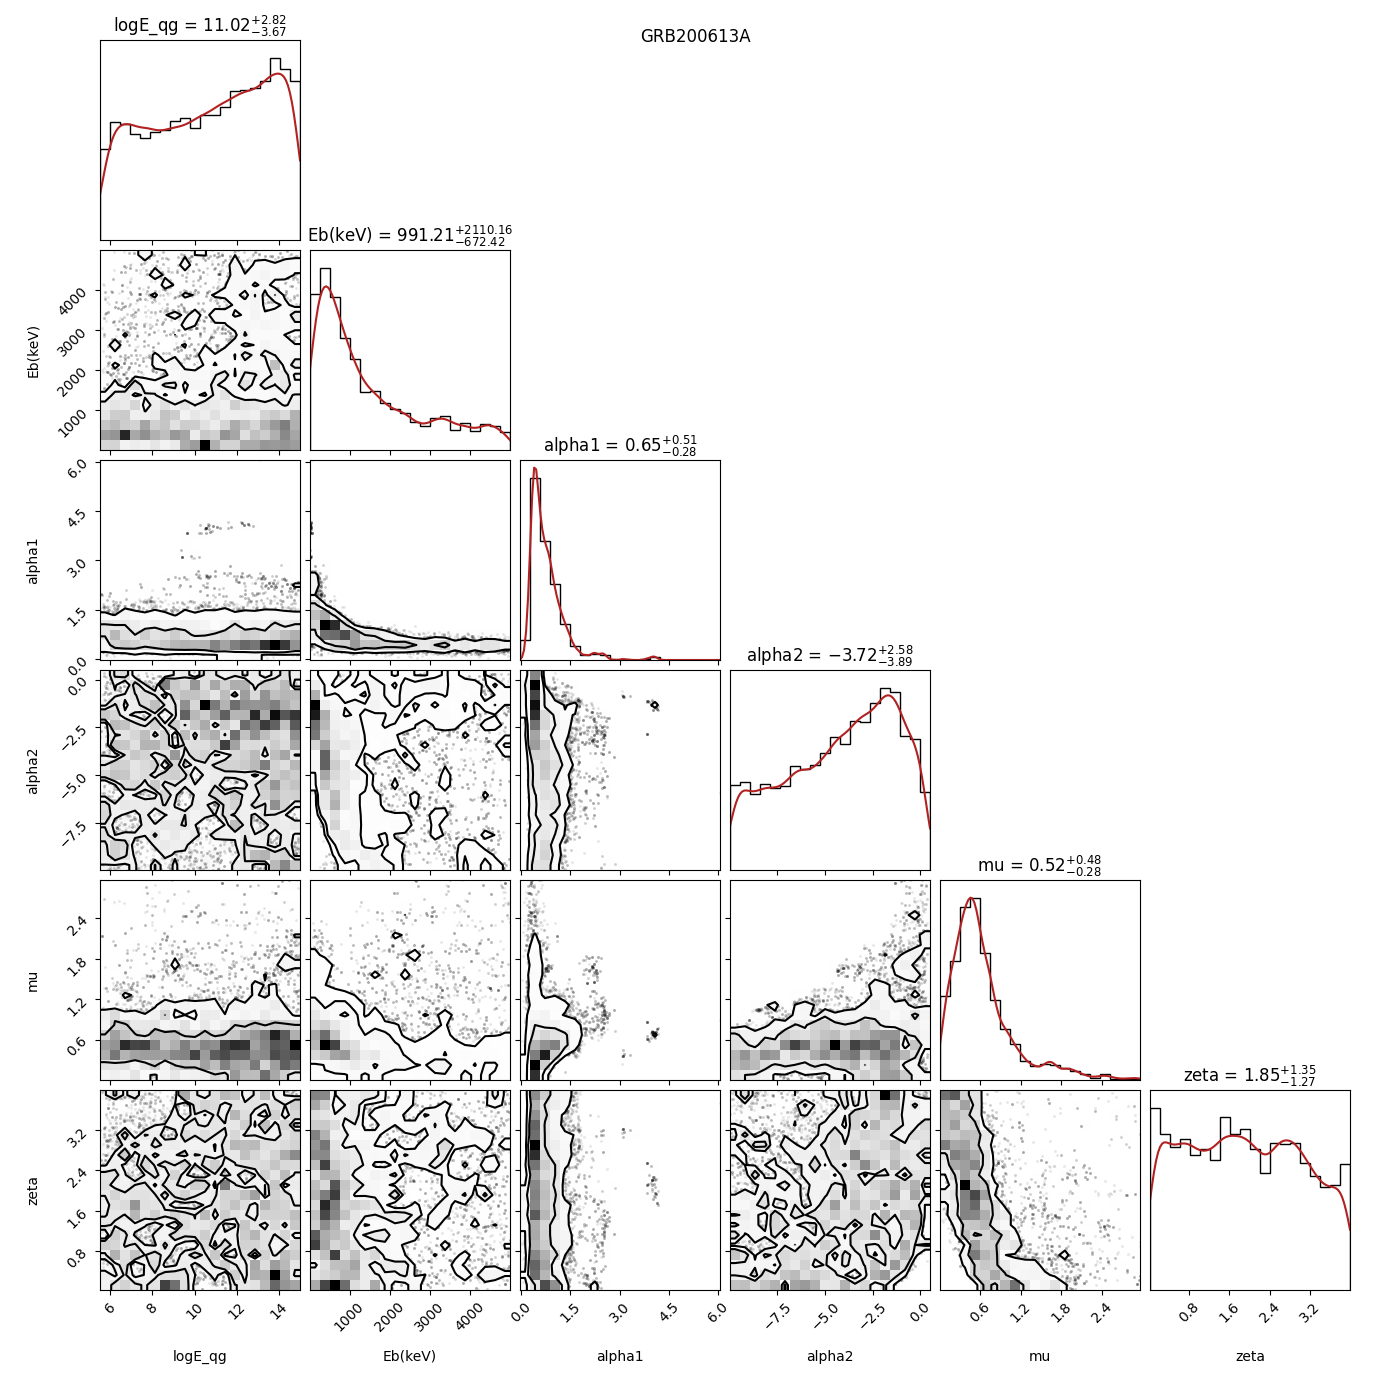 GRB200613A
logE_qg = 11.02+2.82 −3.67
Eb(keV) = 991.21+2110.16 −672.42
4000
3000
2000
1000
Eb(keV)
alpha1 = 0.65+0.51 −0.28
6.0
4.5
3.0
1.5
0.0
alpha1
alpha2 = −3.72+2.58 −3.89
0.0
−2.5
−5.0
−7.5
alpha2
mu = 0.52+0.48 −0.28
2.4
1.8
1.2
0.6
mu
zeta = 1.85+1.35 −1.27
3.2
2.4
1.6
0.8
zeta
6 8 10 12 14
1000 2000 3000 4000
0.0 1.5 3.0 4.5 6.0
−7.5 −5.0 −2.5 0.0
0.6 1.2 1.8 2.4
0.8 1.6 2.4 3.2
logE_qg Eb(keV) alpha1 alpha2 mu zeta